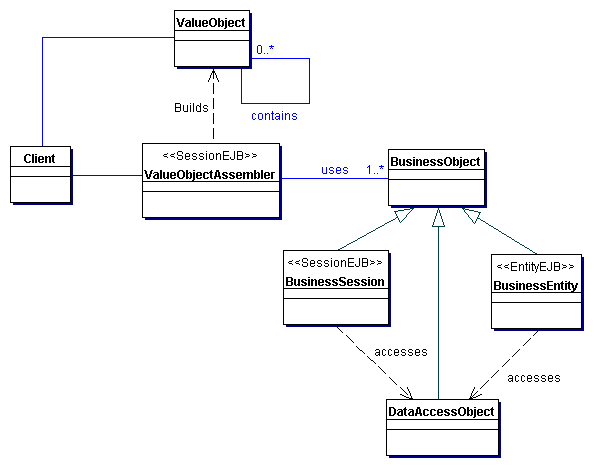 ValueObject
0..*
contains
Builds
Client
<<SessionEJB>>
ValueObjectAssembler
uses
1..*
BusinessObject
<<SessionEJB>>
BusinessSession
<<EntityEJB>>
BusinessEntity
accesses
accesses
DataAccessObject